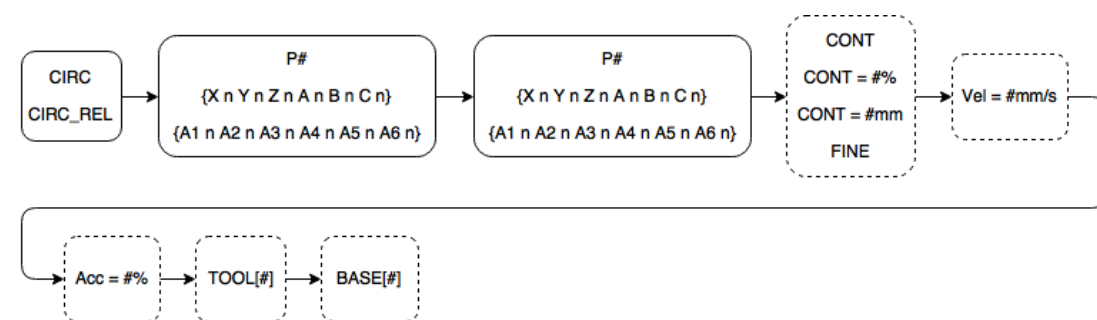 CIRC
CIRC_REL
P#
{X n Y n Z n A n B n C n}
{A1 n A2 n A3 n A4 n A5 n A6 n}
P#
{X n Y n Z n A n B n C n}
{A1 n A2 n A3 n A4 n A5 n A6 n}
CONT
CONT = #%
CONT = #mm
FINE
Vel = #mm/s
Acc = #%
TOOL[#]
BASE[#]